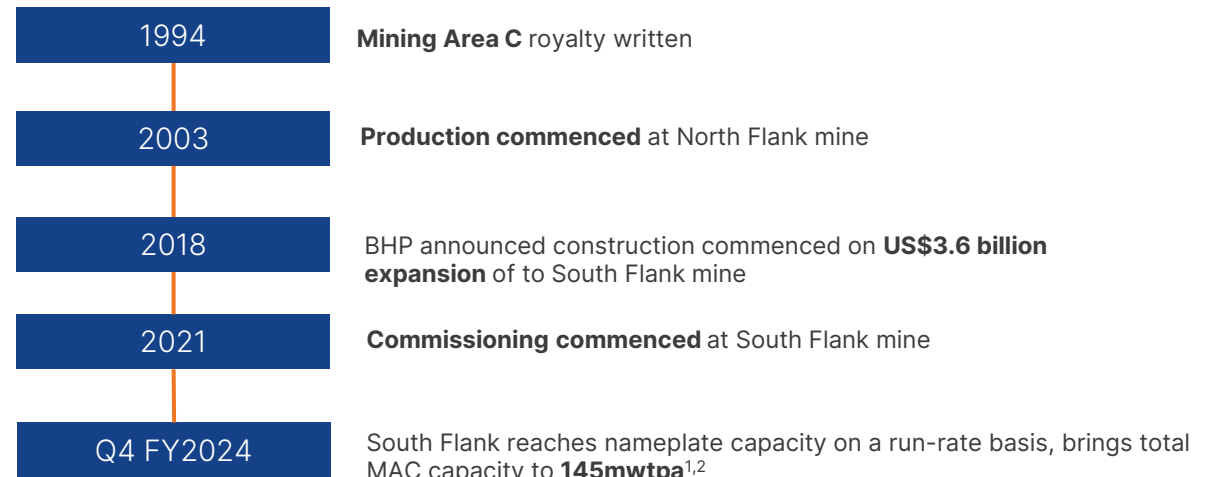 1994
Mining Area C royalty written
2003
Production commenced at North Flank mine
2018
BHP announced construction commenced on US$3.6 billion
expansion of to South Flank mine
2021
Commissioning commenced at South Flank mine
Q4 FY2024
South Flank reaches nameplate capacity on a run-rate basis, brings total
MAC capacity to 145mwtpa1,2